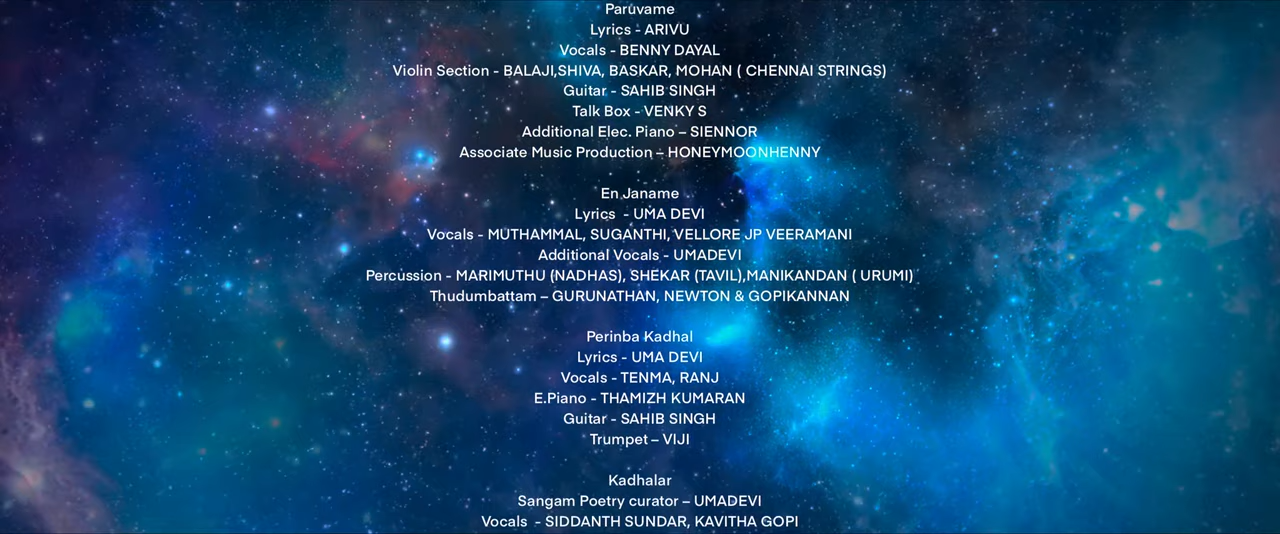 Paruvame
Lyrics - ARIVU
Vocals - BENNY DAYAL
Violin Section - BALAJI,SHIVA, BASKAR, MOHAN ( CHENNAI STRINGS)
Guitar - SAHIB SINGH
Talk Box - VENKY S
Additional Elec. Piano – SIENNOR
Associate Music Production – HONEYMOONHENNY
En Janame
Lyrics - UMA DEVI
Vocals - MUTHAMMAL, SUGANTHI, VELLORE JP VEERAMANI
Additional Vocals - UMADEVI
Percussion - MARIMUTHU (NADHAS), SHEKAR (TAVIL),MANIKANDAN ( URUMI)
Thudumbattam – GURUNATHAN, NEWTON & GOPIKANNAN
Perinba Kadhal
Lyrics - UMA DEVI
Vocals - TENMA, RANJ
E.Piano - THAMIZH KUMARAN
Guitar - SAHIB SINGH
Trumpet – VIJI
Kadhalar
Sangam Poetry curator – UMADEVI
Vocals - SIDDANTH SUNDAR, KAVITHA GOPI